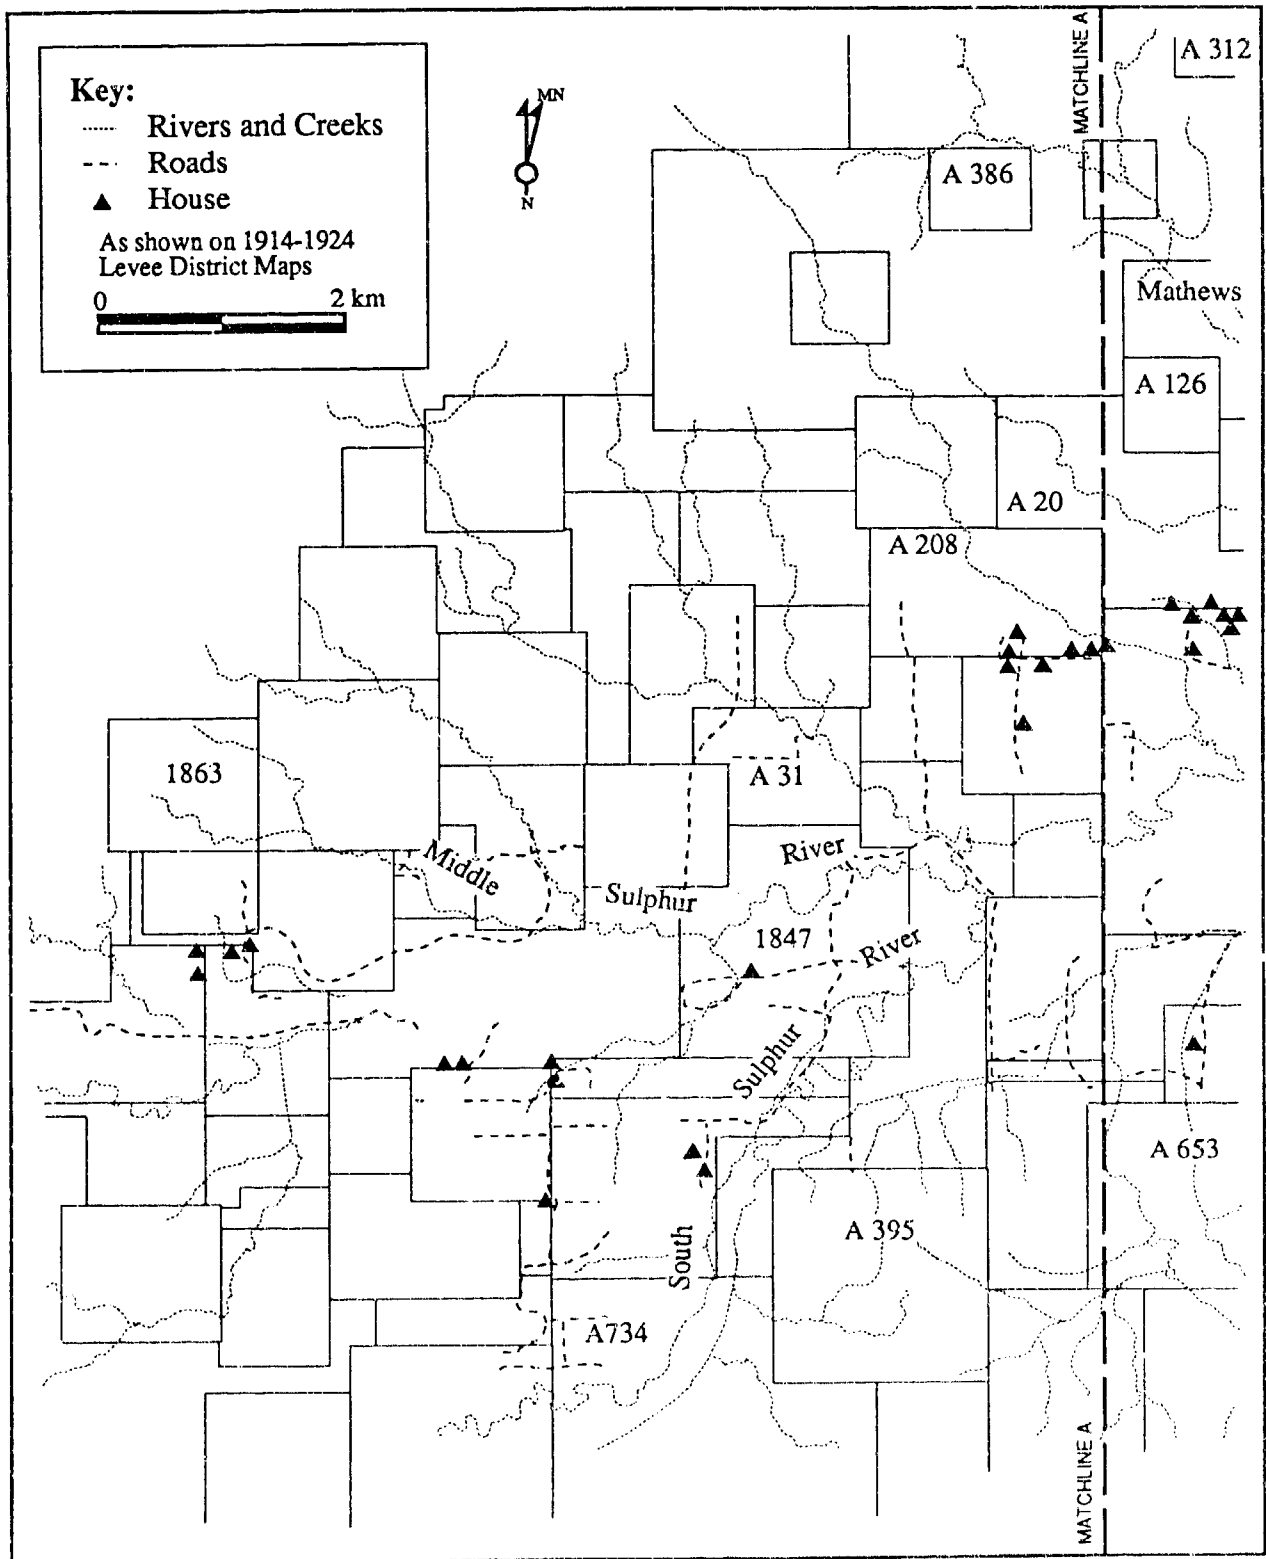 Key:
Rivers and Creeks
Roads
House
As shown on 1914-1924
Levee District Maps
0 2 km
MN
N
MATCHLINE A
A 312
A 386
Mathews
A 126
A 20
A 208
1863
A 31
Middle
Sulphur
River
1847
South
Sulphur
River
A 653
A 395
A734
MATCHLINE A